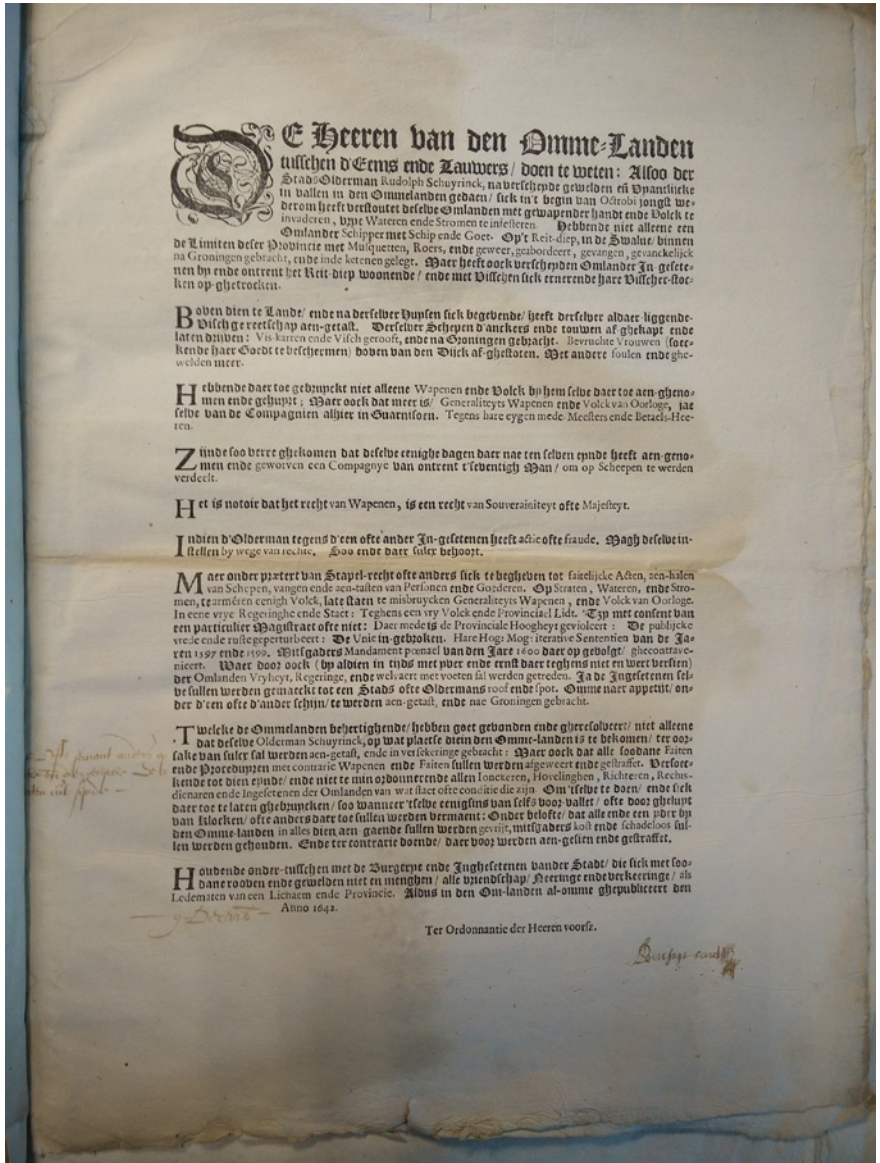 DE Heeren van den Omme-Landen
tusschen d'Eems ende Lauwers / doen te weten: Alsoo der
Stads Olderman Rudolph Schuyrinck, na verscheyde gewelden eñ Vyantlijcke
in vallen in den Ommelanden gedaen / sick in't begin van Octobi jongst we-
derom heeft verstoutet deselve Omlanden met gewapender handt ende Volck te
invaderen, vrye Wateren ende Stromen te infesteren. Hebbende niet alleene een
Omlander Schipper met Schip ende Goet. Op't Reit-diep, in de Swalue, binnen
de Limiten deser Provincie met Musquetten, Roers, ende geweer, geabordeert, gevangen, gevanckelijck
na Groningen gebracht, ende inde ketenen gelegt. Maer heeft oock verscheyden Omlander In-gesete-
nen by ende ontrent het Reit-diep woonende / ende met Visschen sick ernerende hare Visscher-stoc-
ken op-ghetrocken.
Boven dien te Lande / ende na derselver Huysen sick begevende / heeft derselver aldaer-liggende-
Visch gereetschap aen-getast. Derselver Schepen d'anckers ende touwen af-ghekapt ende
laten druven: Vis-karren ende Visch gerooft, ende na Groningen gebracht. Bevruchte Vrouwen (soec-
kende haer Goedt te beschermen) boven van den Dijck af-ghestoten. Met andere foulen ende ghe-
welden meer.
Hebbende daer toe gebruyckt niet alleene Wapenen ende Volck by hem selve daer toe aen-gheno-
men ende gehuyrt; Maer oock dat meer is / Generaliteyts Wapenen ende Volck van Oorloge, jae
selve van de Compagnien alhier in Guarnisoen. Tegens hare eygen mede-Meesters ende Betaels-Hee-
ren.
Zijnde soo verre ghekomen dat deselve eenighe dagen daer nae ten selven eynde heeft aen-geno-
men ende geworven een Compagnye van ontrent t'seventigh Man / om op Scheepen te werden
verdeelt.
Het is notoir dat het recht van Wapenen, is een recht van Souverainiteyt ofte Majesteyt.
Indien d'Olderman tegens d'een ofte ander In-gesetenen heeft actie ofte fraude. Magh deselve in-
stellen by wege van rechte. Soo ende daer sulcx behoort.
Maer onder prætext van Stapel-recht ofte anders sick te begheven tot faitelijcke Acten, aen-halen
van Schepen, vangen ende aen-tasten van Personen ende Goederen. Op Straten, Wateren, ende Stro-
men, te arméren eenigh Volck, late staen te misbruycken Generaliteyts Wapenen, ende Volck van Oorloge.
In eene vrye Regeringhe ende Staet: Teghens een vry Volck ende Provinciael Lidt. Tzy met consent van
een particulier Magistraet ofte niet: Daer mede is de Provinciale Hoogheyt gevioleert: De publijcke
vrede ende ruste geperturbeert: De Unie in-gebroken. Hare Hog: Mog: iterative Sententien van de Ja-
ren 1597 ende 1599. Mitsgaders Mandament pœnael van den Jare 1600 daer op gevolgt / ghecontrave-
nieert. Waer door oock (by aldien in tijds met yver ende ernst daer teghens niet en wert versien)
der Omlanden Vryheyt, Regeringe, ende welvaert met voeten sal werden getreden. Ja de Ingesetenen sel-
ve sullen werden gemaeckt tot een Stads ofte Oldermans roof ende spot. Omme naer appetijt / on-
der d'een ofte d'ander schijn / te werden aen-getast, ende nae Groningen gebracht.
Twelcke de Ommelanden behertighende / hebben goet gevonden ende gheresolveert / niet alleene
dat deselve Olderman Schuyrinck, op wat plaetse die in den Omme-landen is te bekomen / ter oor-
sake van sulcx sal werden aen-getast, ende in versekeringe gebracht: Maer oock dat alle soodane Faiten
ende Proceduyren met contrarie Wapenen ende Faiten sullen werden afgeweert ende gestraffet. Versoec-
kende tot dien eynde / ende niet te min ordonnerende allen Ionckeren, Hovelinghen, Richteren, Rechts-
dienaren ende Ingesetenen der Omlanden van wat staet ofte conditie die zijn. Om 'tselve te doen / ende sick
daer toe te laten ghebruycken / soo wanneer 'tselve eenigsins van selfs voor-vallet / ofte door gheluyt
van Klocken / ofte anders daer toe sullen werden vermaent: Onder belofte / dat alle ende een yder by
den Omme-landen in alles dien aen-gaende sullen werden gevrijt, mitsgaders kost ende schadeloos sul-
len werden gehouden. Ende ter contrarie doende / daer voor werden aen-gesien ende gestraffet.
Houdende onder-tusschen met de Burgerye ende Inghesetenen vander Stadt / die sick met soo-
dane rooven ende gewelden niet en menghen / alle vriendschap / Neeringe ende verkeeringe / als
Ledematen van een Lichaem ende Provincie. Aldus in den Om-landen al-omme ghepubliceert den
Anno 1642.
Ter Ordonnantie der Heeren voorsz.